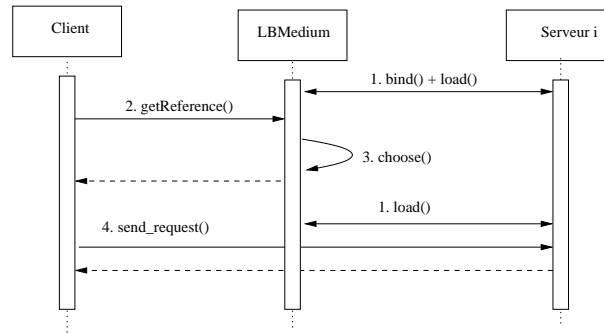 Client
LBMedium
Serveur i
1. bind() + load()
2. getReference()
3. choose()
1. load()
4. send_request()